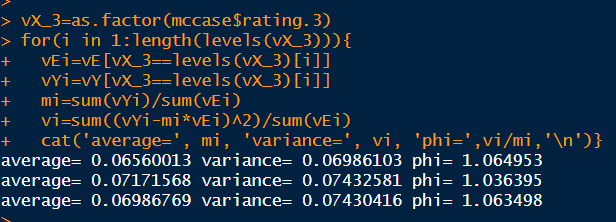 >
> vX_3=as.factor(mccase$rating.3)
> for(i in 1:length(levels(vX_3))){
+   vEi=vE[vX_3==levels(vX_3)[i]]
+   vYi=vY[vX_3==levels(vX_3)[i]]
+   mi=sum(vYi)/sum(vEi)
+   vi=sum((vYi-mi*vEi)^2)/sum(vEi)
+   cat('average=', mi, 'variance=', vi, 'phi=',vi/mi,'\n')}
average= 0.06560013 variance= 0.06986103 phi= 1.064953
average= 0.07171568 variance= 0.07432581 phi= 1.036395
average= 0.06986769 variance= 0.07430416 phi= 1.063498
>